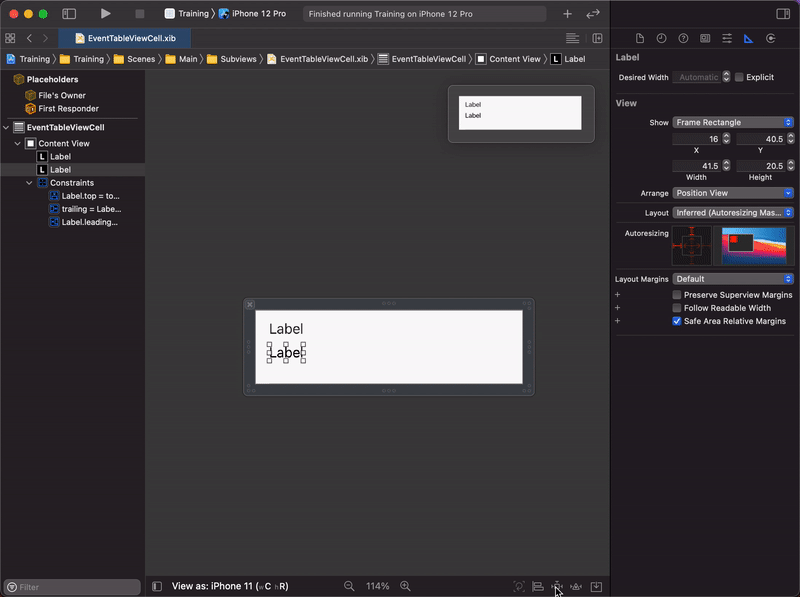 Training 〉 iPhone 12 Pro
Finished running Training on iPhone 12 Pro
EventTableViewCell.xib
Training 〉 Training 〉 Scenes 〉 Main 〉 Subviews 〉 EventTableViewCell.xib 〉 EventTableViewCell 〉 Content View 〉 L Label
Placeholders
File's Owner
First Responder
EventTableViewCell
Content View
L Label
L Label
Constraints
Label.top = to...
trailing = Labe...
Label.leading...
Filter
Label
Label
Label
Label
View as: iPhone 11 (wC hR)
114%
Label
Desired Width Automatic Explicit
View
Show Frame Rectangle
16 40.5
X Y
41.5 20.5
Width Height
Arrange Position View
Layout Inferred (Autoresizing Mas...
Autoresizing
Layout Margins Default
Preserve Superview Margins
Follow Readable Width
Safe Area Relative Margins